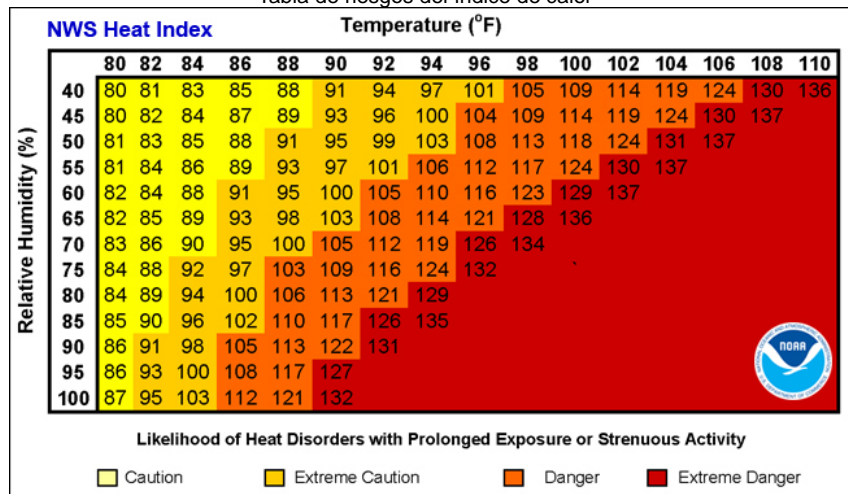 Tabla de riesgos del índice de calor
NWS Heat Index
Temperature (°F)
80 82 84 86 88 90 92 94 96 98 100 102 104 106 108 110
Relative Humidity (%)
40 80 81 83 85 88 91 94 97 101 105 109 114 119 124 130 136
45 80 82 84 87 89 93 96 100 104 109 114 119 124 130 137
50 81 83 85 88 91 95 99 103 108 113 118 124 131 137
55 81 84 86 89 93 97 101 106 112 117 124 130 137
60 82 84 88 91 95 100 105 110 116 123 129 137
65 82 85 89 93 98 103 108 114 121 128 136
70 83 86 90 95 100 105 112 119 126 134
75 84 88 92 97 103 109 116 124 132
80 84 89 94 100 106 113 121 129
85 85 90 96 102 110 117 126 135
90 86 91 98 105 113 122 131
95 86 93 100 108 117 127
100 87 95 103 112 121 132
NOAA
Likelihood of Heat Disorders with Prolonged Exposure or Strenuous Activity
Caution Extreme Caution Danger Extreme Danger